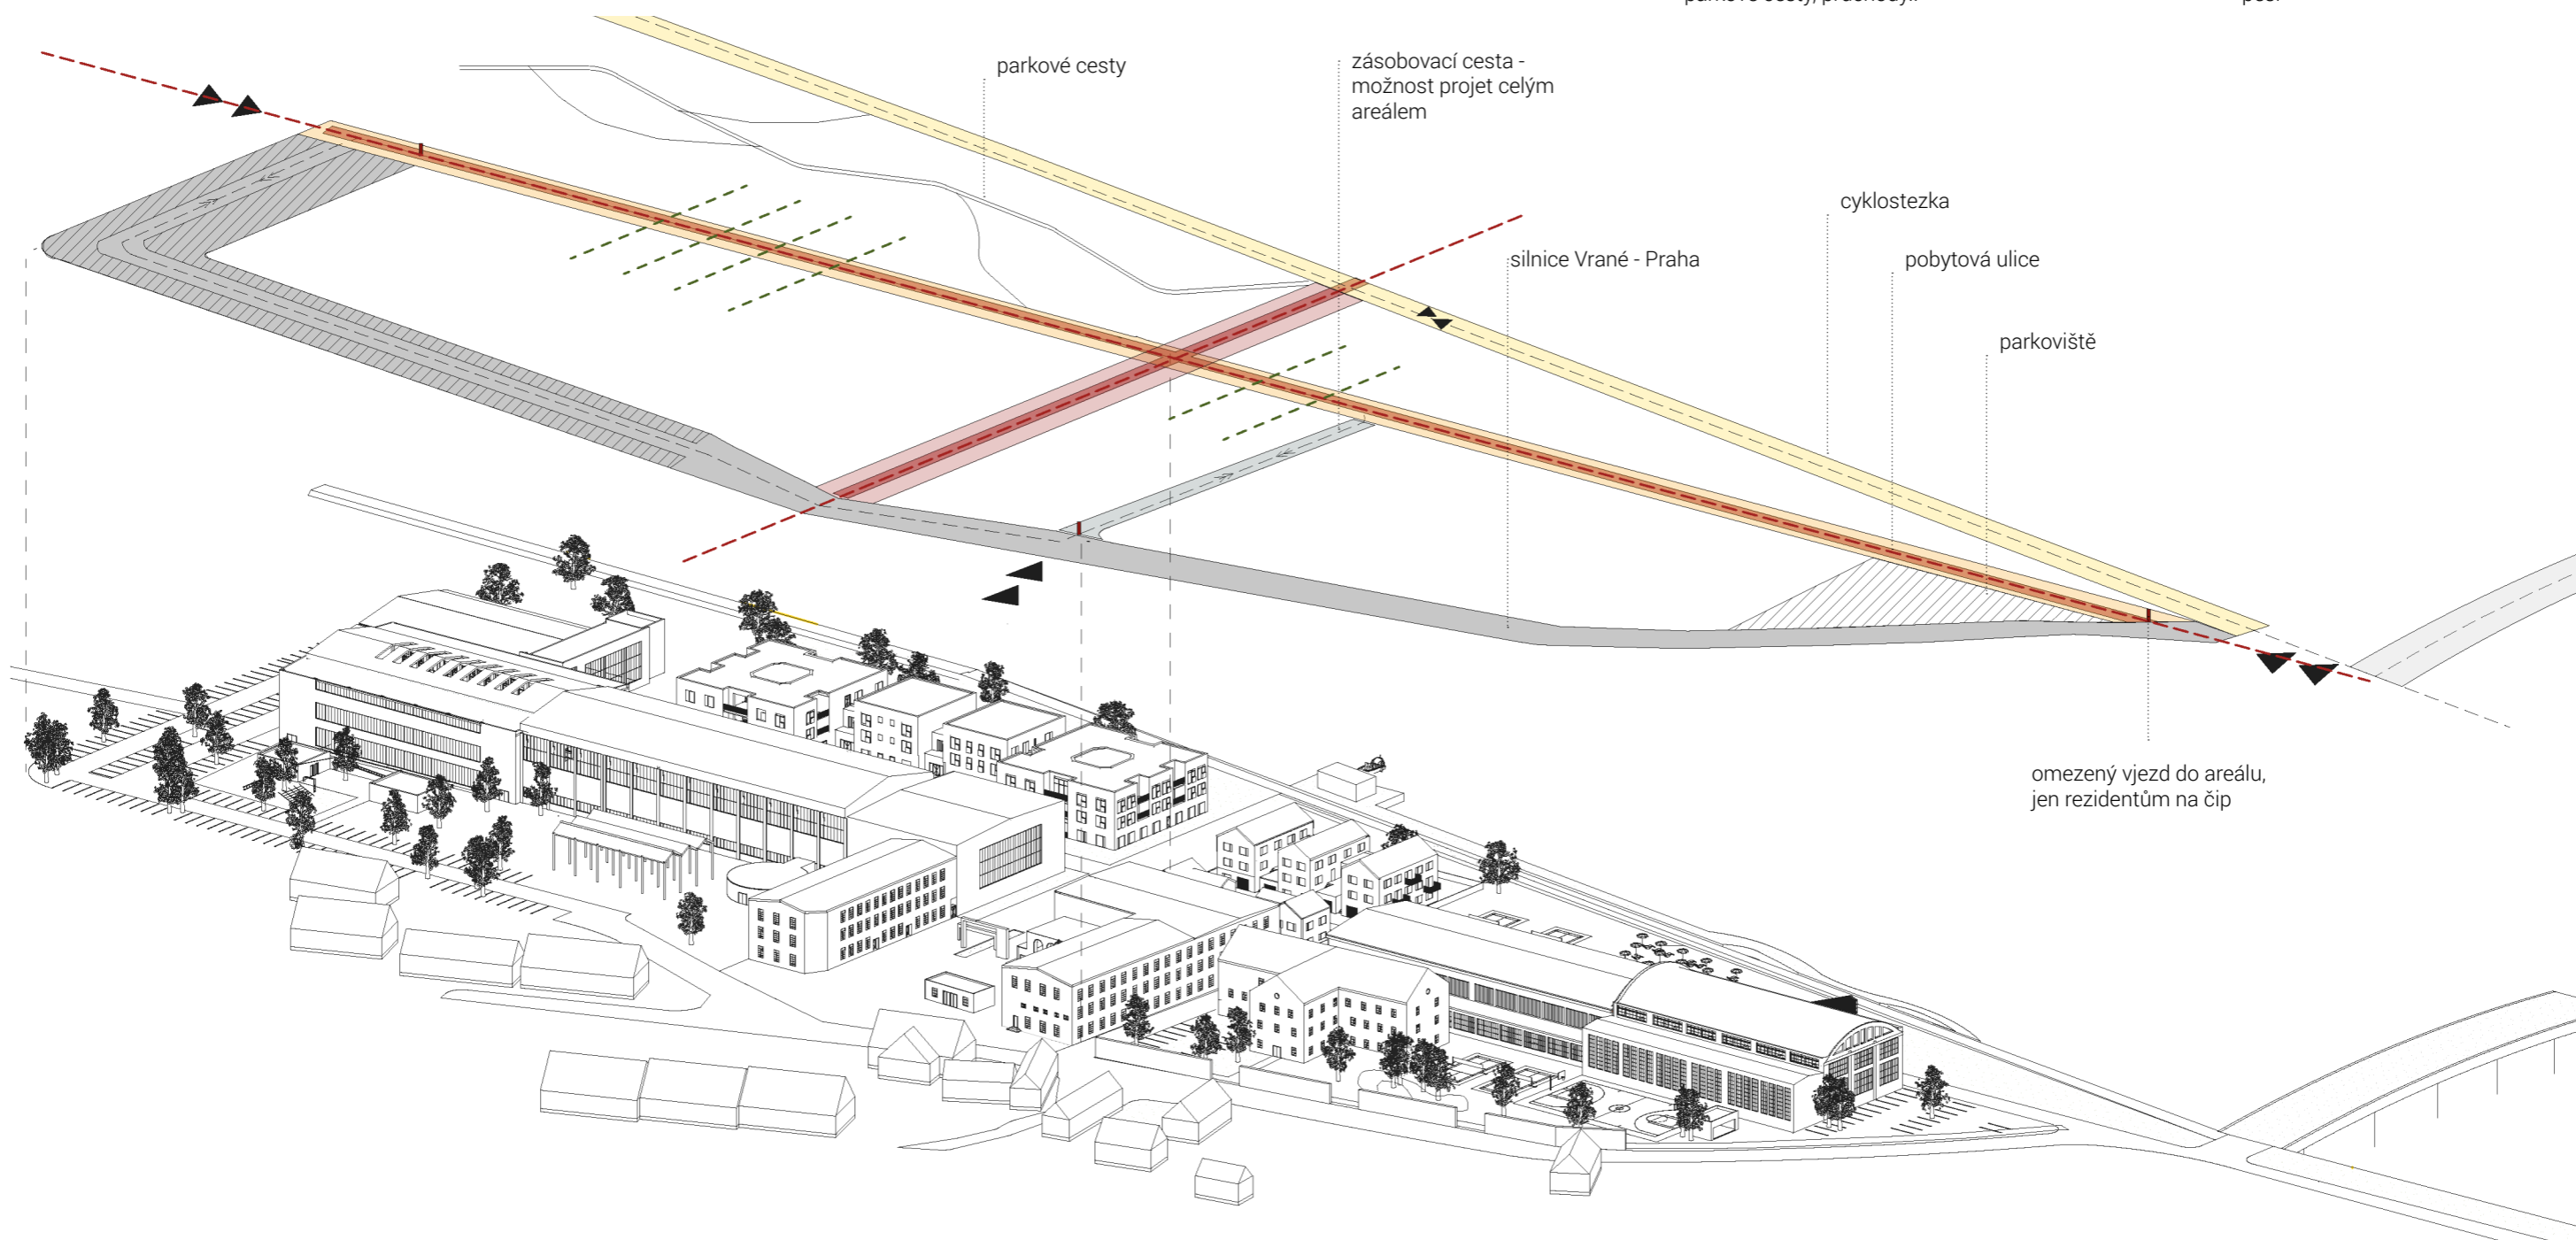 parkové cesty
zásobovací cesta -
možnost projet celým
areálem
cyklostezka
silnice Vrané - Praha
pobytová ulice
parkoviště
omezený vjezd do areálu,
jen rezidentům na čip